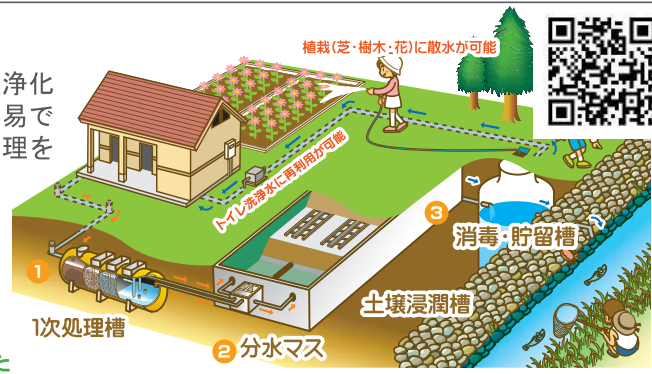 植栽(芝・樹木・花)に散水が可能
浄化
易で
理を
トイレ洗浄水に再利用が可能
3
消毒・貯留槽
1
土壌浸潤槽
1次処理槽
2 分水マス
た